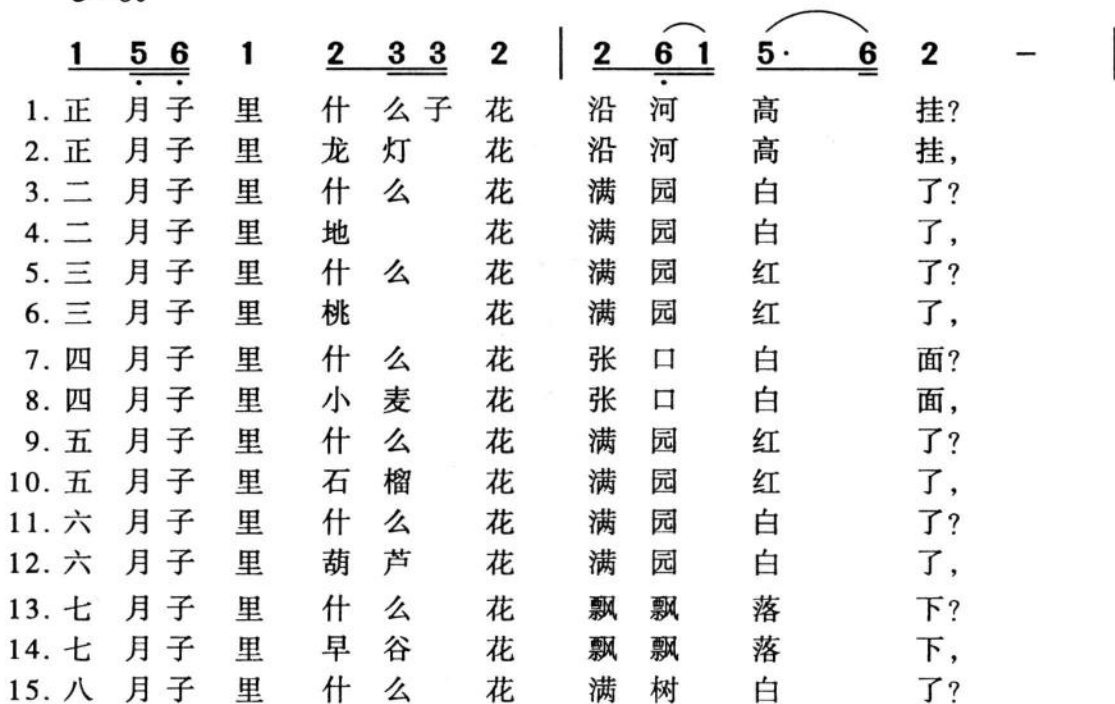 1 5 6 1 2 3 3 2 | 2 6 1 5· 6 2 － |
1. 正 月 子 里 什 么 子 花 沿 河 高 挂?
2. 正 月 子 里 龙 灯 花 沿 河 高 挂,
3. 二 月 子 里 什 么 花 满 园 白 了?
4. 二 月 子 里 地 花 满 园 白 了,
5. 三 月 子 里 什 么 花 满 园 红 了?
6. 三 月 子 里 桃 花 满 园 红 了,
7. 四 月 子 里 什 么 花 张 口 白 面?
8. 四 月 子 里 小 麦 花 张 口 白 面,
9. 五 月 子 里 什 么 花 满 园 红 了?
10. 五 月 子 里 石 榴 花 满 园 红 了,
11. 六 月 子 里 什 么 花 满 园 白 了?
12. 六 月 子 里 葫 芦 花 满 园 白 了,
13. 七 月 子 里 什 么 花 飘 飘 落 下?
14. 七 月 子 里 早 谷 花 飘 飘 落 下,
15. 八 月 子 里 什 么 花 满 树 白 了?